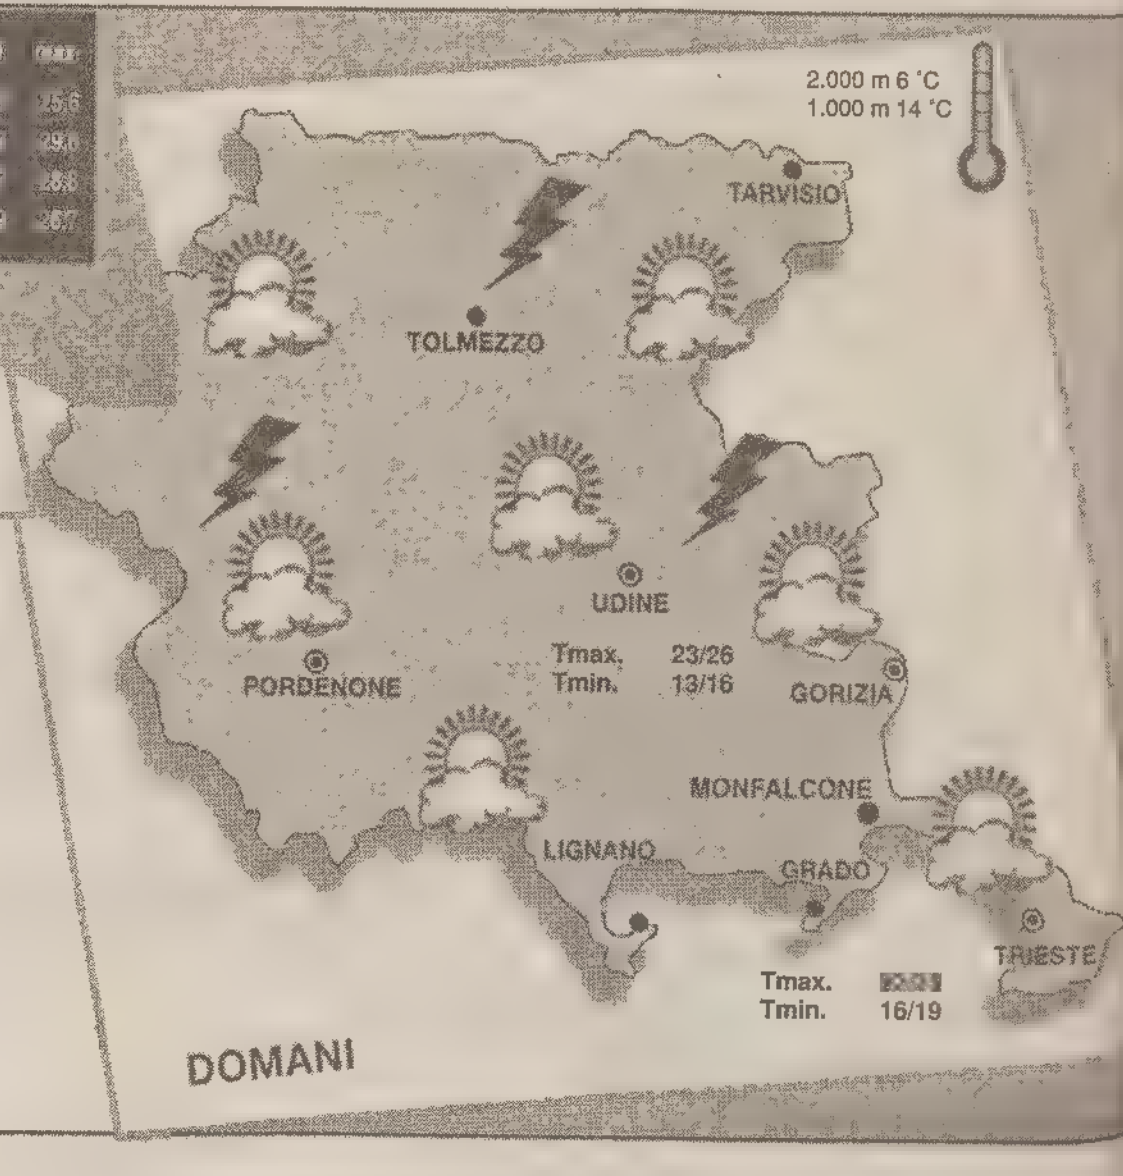 2.000 m 6 °C
1.000 m 14 °C
TARVISIO
TOLMEZZO
UDINE
Tmax. 23/26
Tmin. 13/16
PORDENONE
GORIZIA
MONFALCONE
LIGNANO
GRADO
TRIESTE
Tmax.
Tmin. 16/19
DOMANI